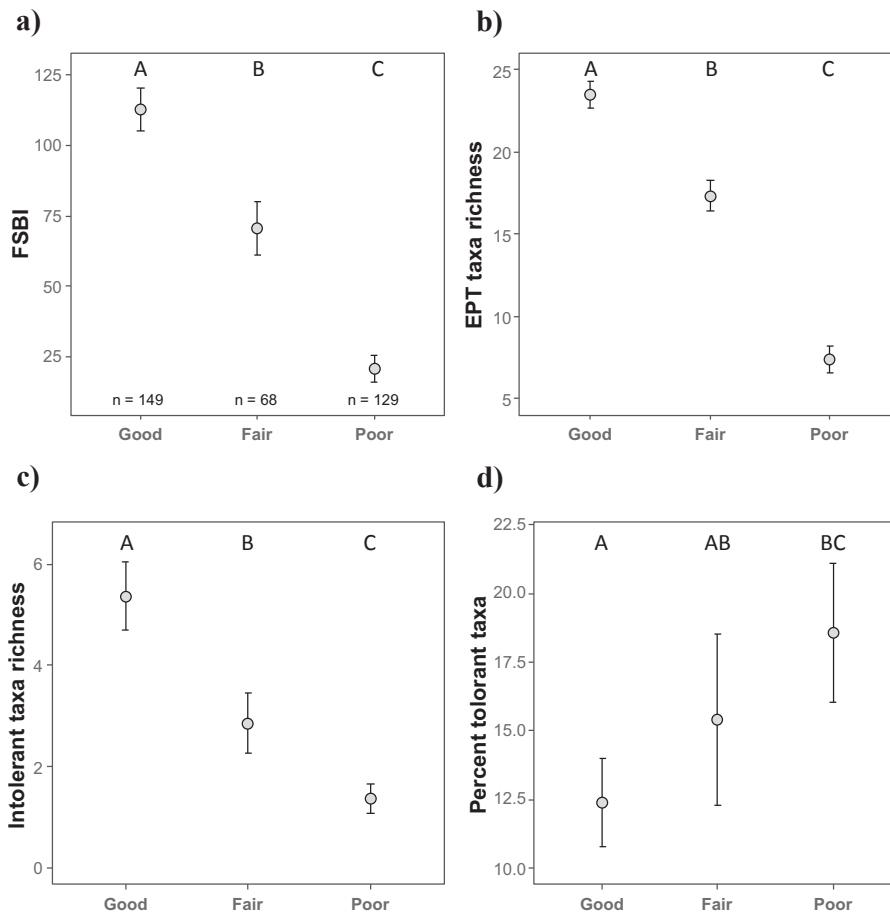 a)
FSBI
125
100
75
50
25
A B C
n = 149 n = 68 n = 129
Good Fair Poor
b)
EPT taxa richness
25
20
15
10
5
A B C
Good Fair Poor
c)
Intolerant taxa richness
6
4
2
0
A B C
Good Fair Poor
d)
Percent tolorant taxa
22.5
20.0
17.5
15.0
12.5
10.0
A AB BC
Good Fair Poor